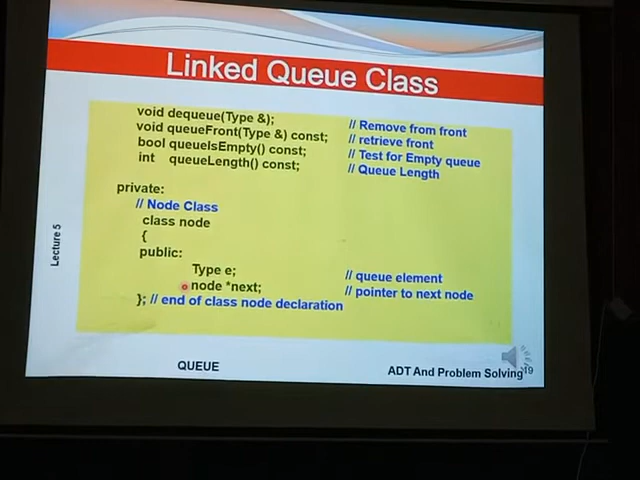 Linked Queue Class
void dequeue(Type &); // Remove from front
void queueFront(Type &) const; // retrieve front
bool queueIsEmpty() const; // Test for Empty queue
int queueLength() const; // Queue Length
private:
// Node Class
class node
{
public:
Type e; // queue element
node *next; // pointer to next node
}; // end of class node declaration
Lecture 5
QUEUE
ADT And Problem Solving 19